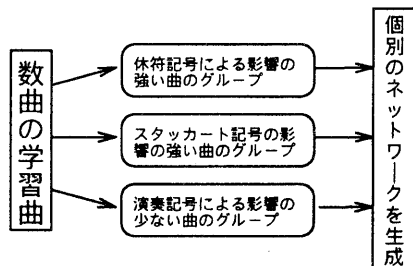 数曲の学習曲
休符記号による影響の
強い曲のグループ
スタッカート記号の影
響の強い曲のグループ
演奏記号による影響の
少ない曲のグループ
個別のネットワークを生成